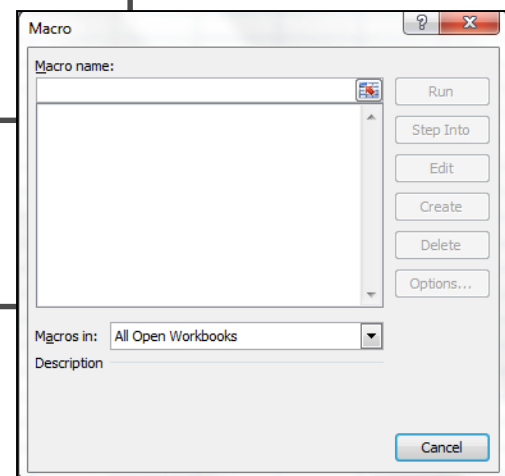 Macro
?
X
Macro name:
Run
Step Into
Edit
Create
Delete
Options...
Macros in: All Open Workbooks
Description
Cancel